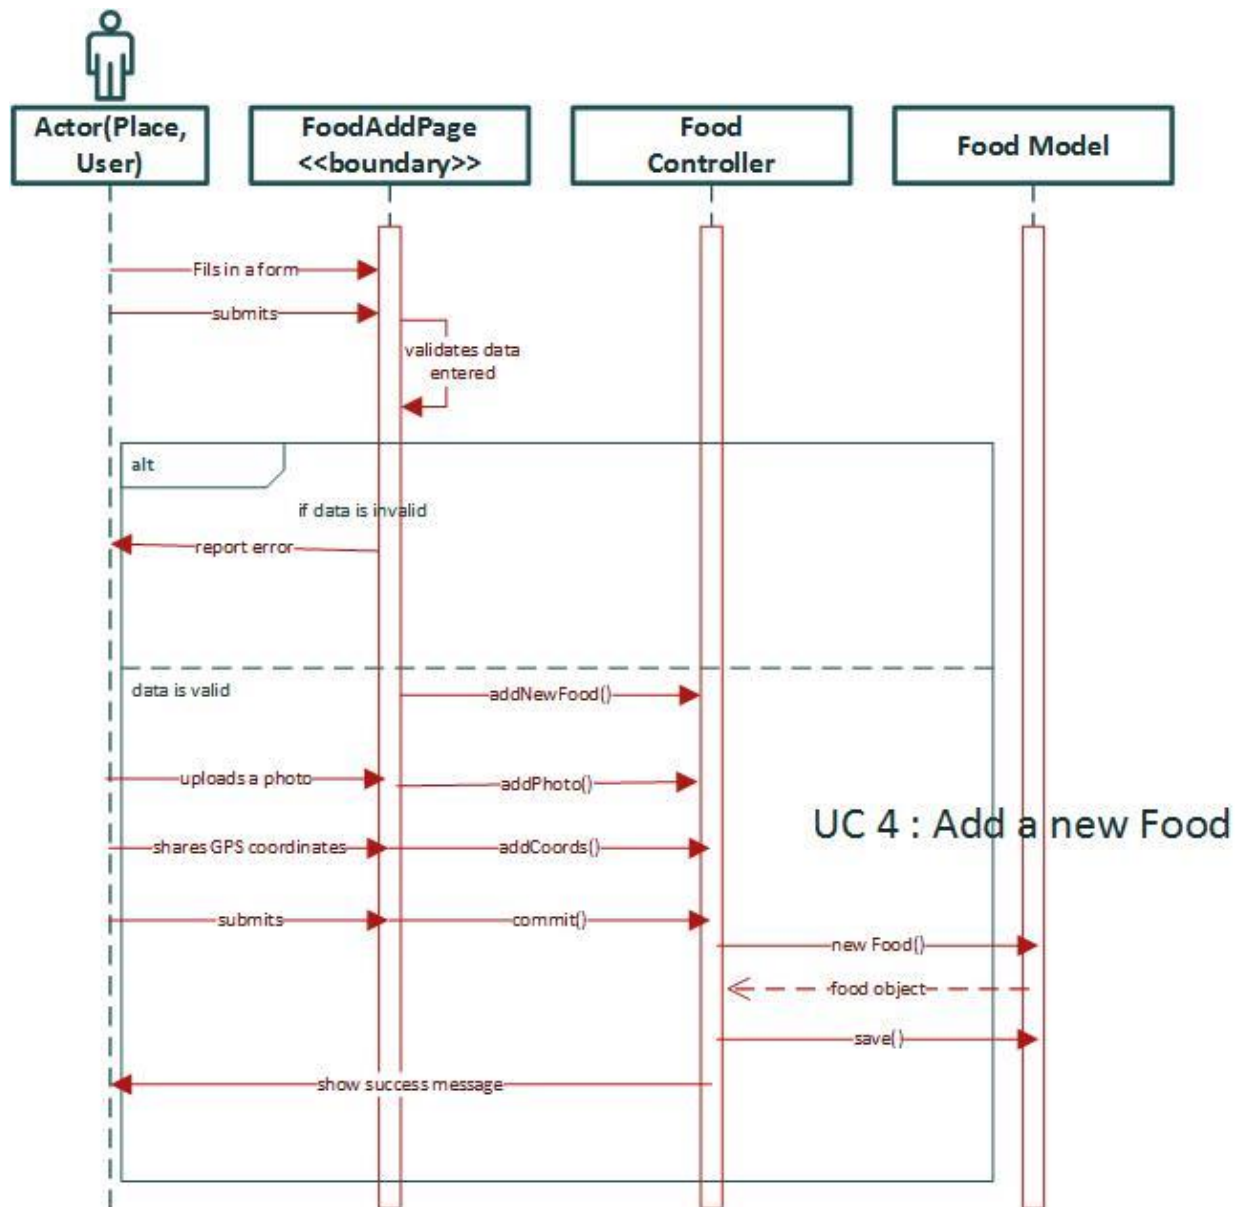 Actor(Place,
User)
FoodAddPage
<<boundary>>
Food
Controller
Food Model
Fils in a form
submits
validates data
entered
alt
if data is invalid
report error
data is valid
addNewFood()
uploads a photo
addPhoto()
UC 4 : Add a new Food
shares GPS coordinates
addCoords()
submits
commit()
new Food()
food object
save()
show success message